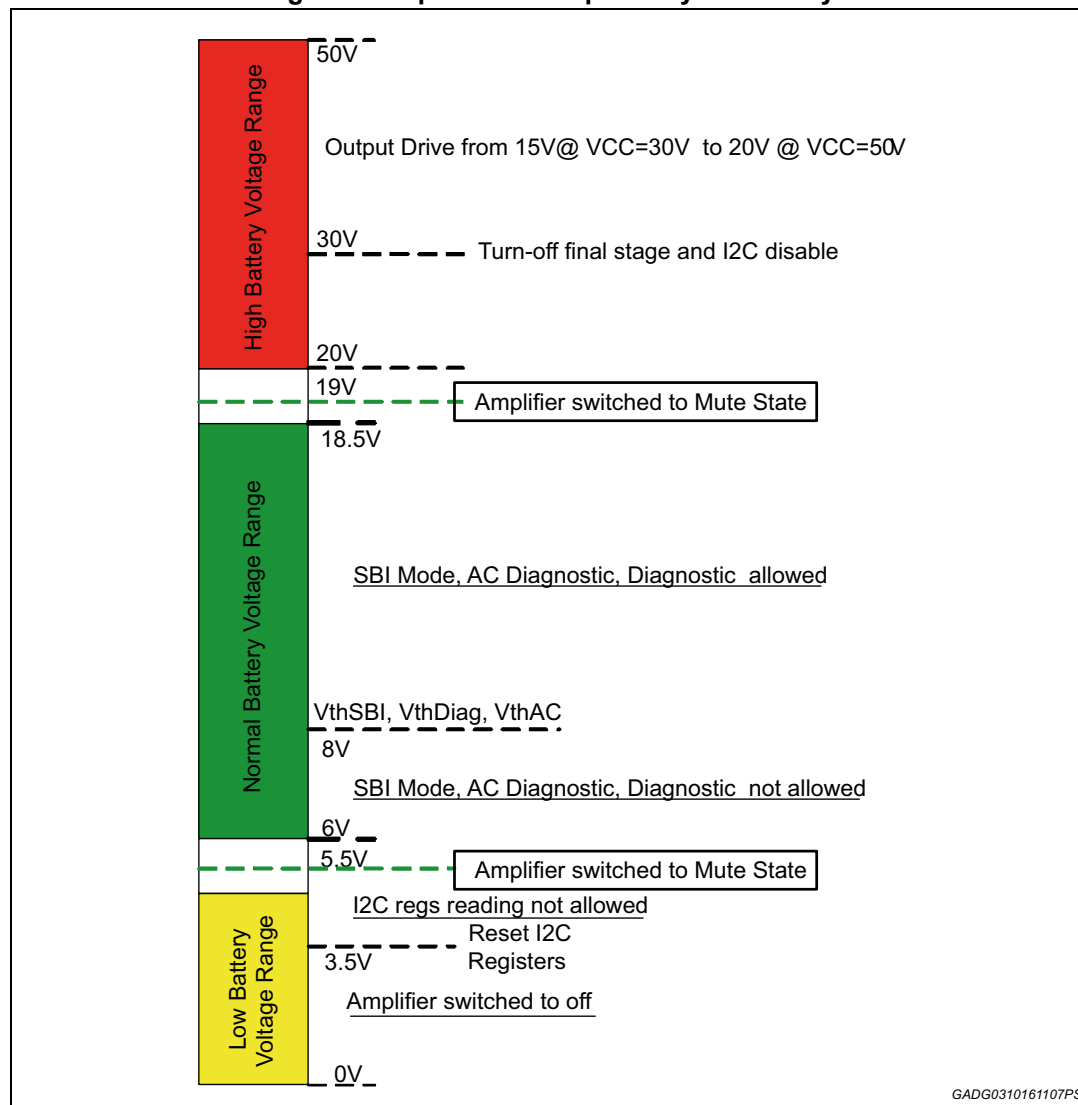 50V
High Battery Voltage Range
Output Drive from 15V@ VCC=30V to 20V @ VCC=50V
30V
Turn-off final stage and I2C disable
20V
19V
Amplifier switched to Mute State
18.5V
Normal Battery Voltage Range
SBI Mode, AC Diagnostic, Diagnostic allowed
VthSBI, VthDiag, VthAC
8V
SBI Mode, AC Diagnostic, Diagnostic not allowed
6V
5.5V
Amplifier switched to Mute State
I2C regs reading not allowed
Low Battery
Voltage Range
Reset I2C
Registers
3.5V
Amplifier switched to off
0V
GADG0310161107PS